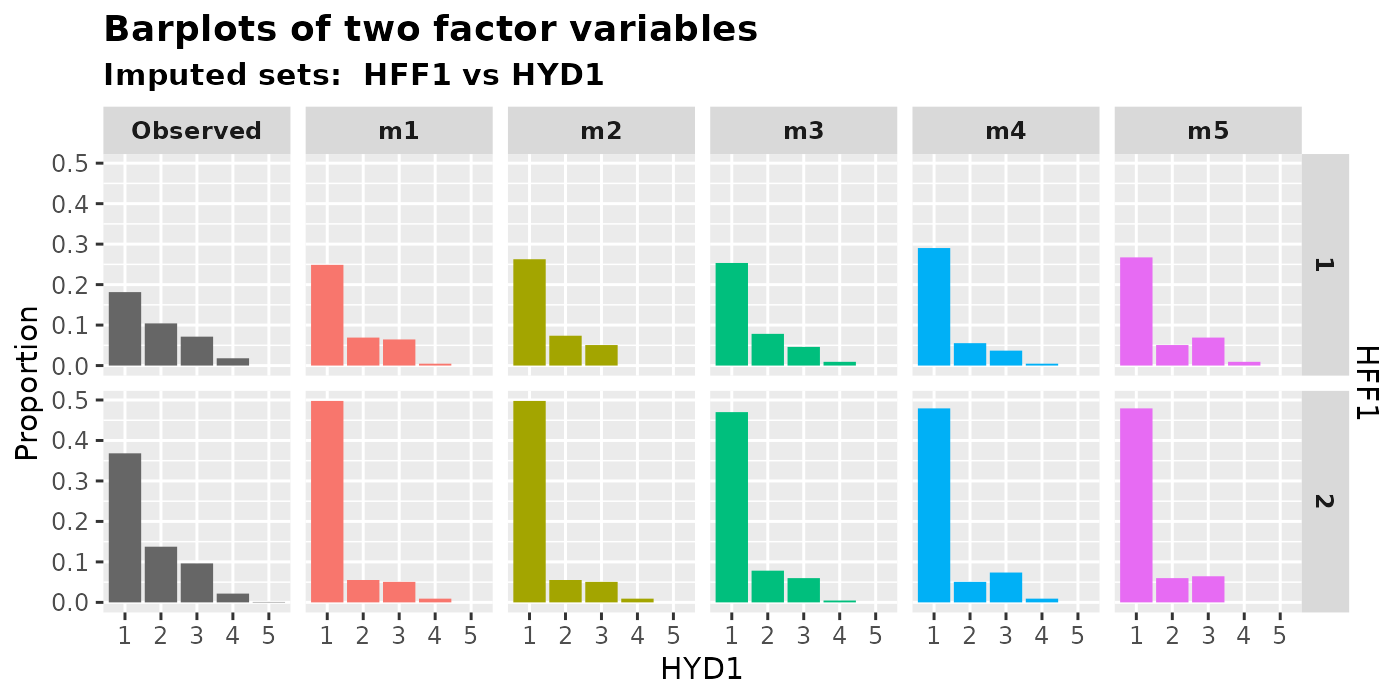 Barplots of two factor variables
Imputed sets:  HFF1 vs HYD1
Observed m1 m2 m3 m4 m5
0.5
0.4
0.3
0.2
0.1
0.0
1
0.5
0.4
0.3
0.2
0.1
0.0
2
Proportion
HFF1
1 2 3 4 5 1 2 3 4 5 1 2 3 4 5 1 2 3 4 5 1 2 3 4 5 1 2 3 4 5
HYD1